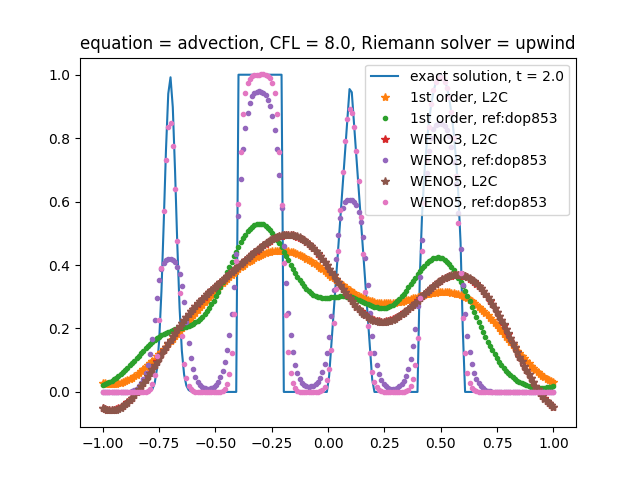 equation = advection, CFL = 8.0, Riemann solver = upwind
exact solution, t = 2.0
1st order, L2C
1st order, ref:dop853
WENO3, L2C
WENO3, ref:dop853
WENO5, L2C
WENO5, ref:dop853
1.0
0.8
0.6
0.4
0.2
0.0
−1.00 −0.75 −0.50 −0.25 0.00 0.25 0.50 0.75 1.00